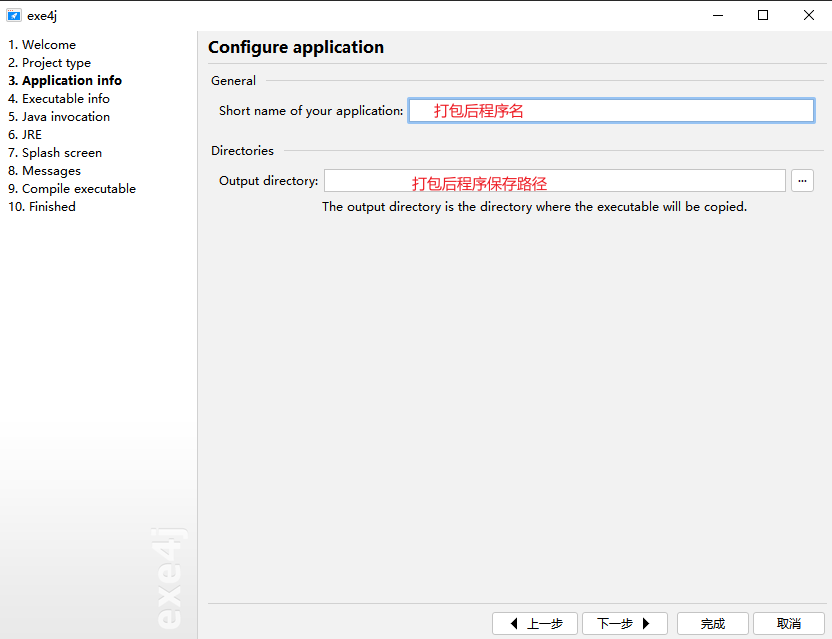 exe4j
1. Welcome
2. Project type
3. Application info
4. Executable info
5. Java invocation
6. JRE
7. Splash screen
8. Messages
9. Compile executable
10. Finished
exe4j
Configure application
General
Short name of your application: 打包后程序名
Directories
Output directory: 打包后程序保存路径 ...
The output directory is the directory where the executable will be copied.
上一步 下一步 完成 取消